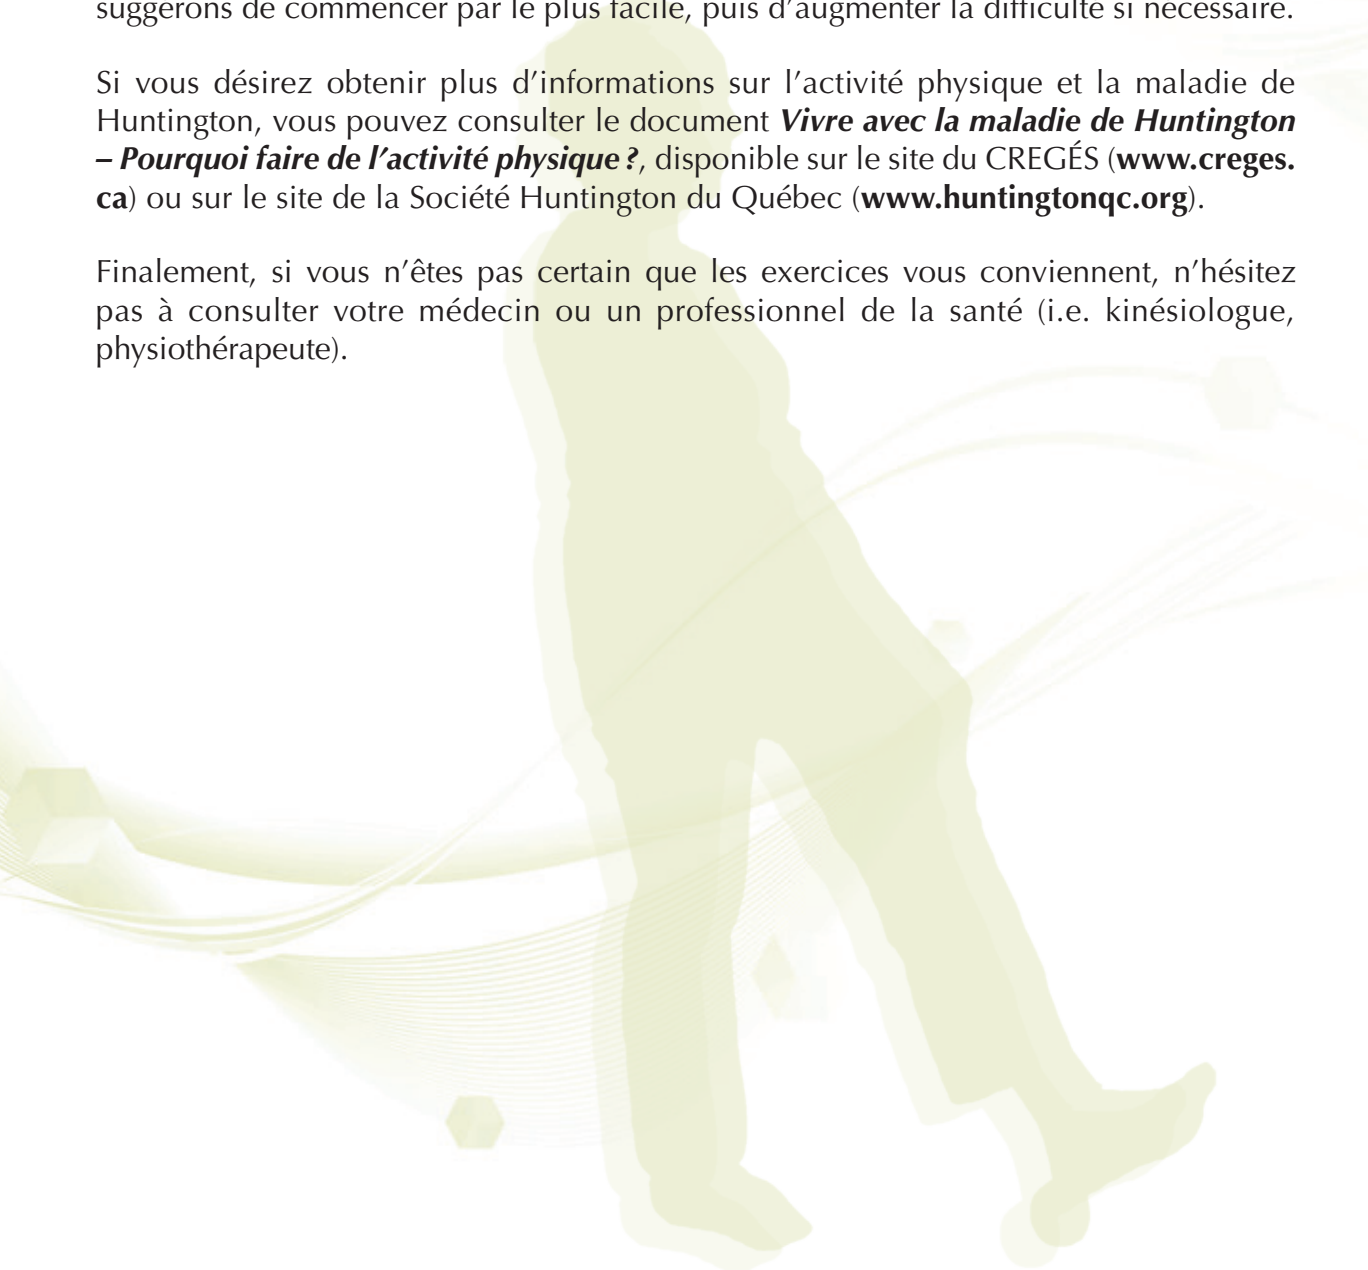 suggérons de commencer par le plus facile, puis d’augmenter la difficulté si nécessaire.
Si vous désirez obtenir plus d’informations sur l’activité physique et la maladie de
Huntington, vous pouvez consulter le document Vivre avec la maladie de Huntington
– Pourquoi faire de l’activité physique ?, disponible sur le site du CREGÉS (www.creges.
ca) ou sur le site de la Société Huntington du Québec (www.huntingtonqc.org).
Finalement, si vous n’êtes pas certain que les exercices vous conviennent, n’hésitez
pas à consulter votre médecin ou un professionnel de la santé (i.e. kinésiologue,
physiothérapeute).